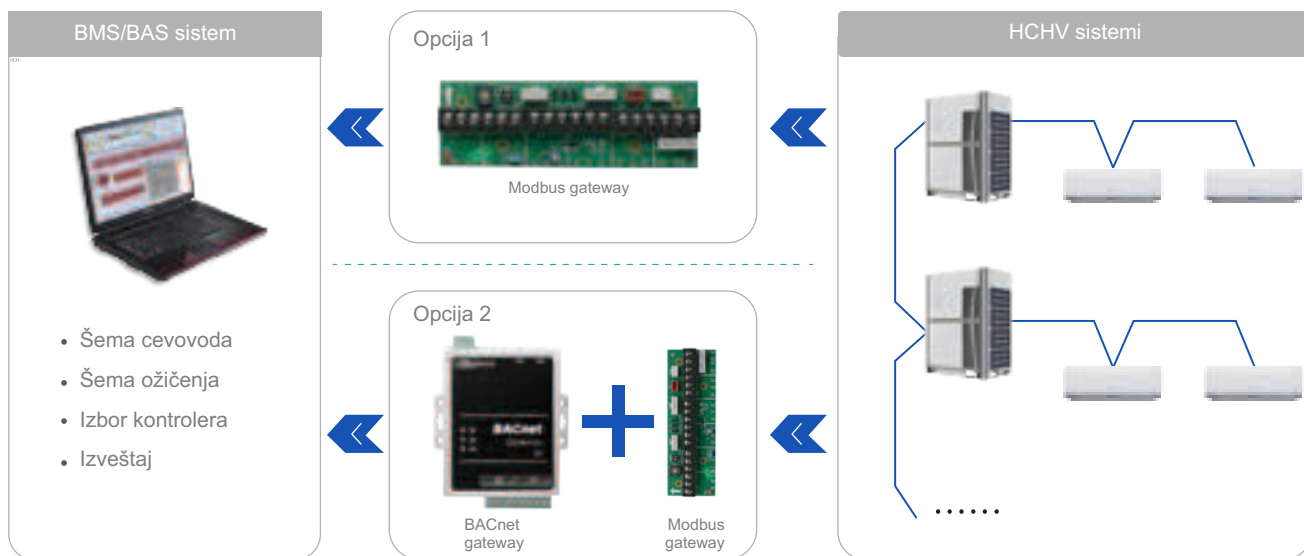 BMS/BAS sistem
Šema cevovoda
Šema ožičenja
Izbor kontrolera
Izveštaj
Opcija 1
Modbus gateway
Opcija 2
BACnet
BACnet
gateway
Modbus
gateway
HCHV sistemi
......